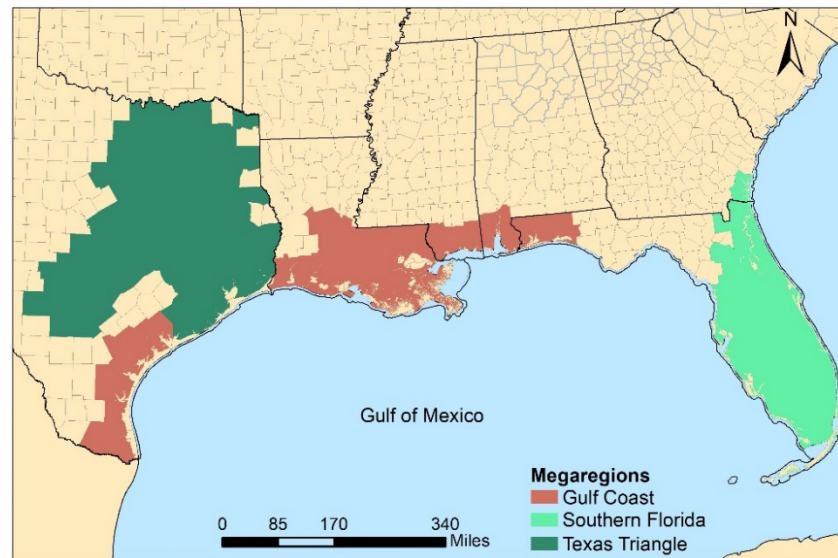 N
Gulf of Mexico
Megaregions
Gulf Coast
Southern Florida
Texas Triangle
0 85 170 340
Miles